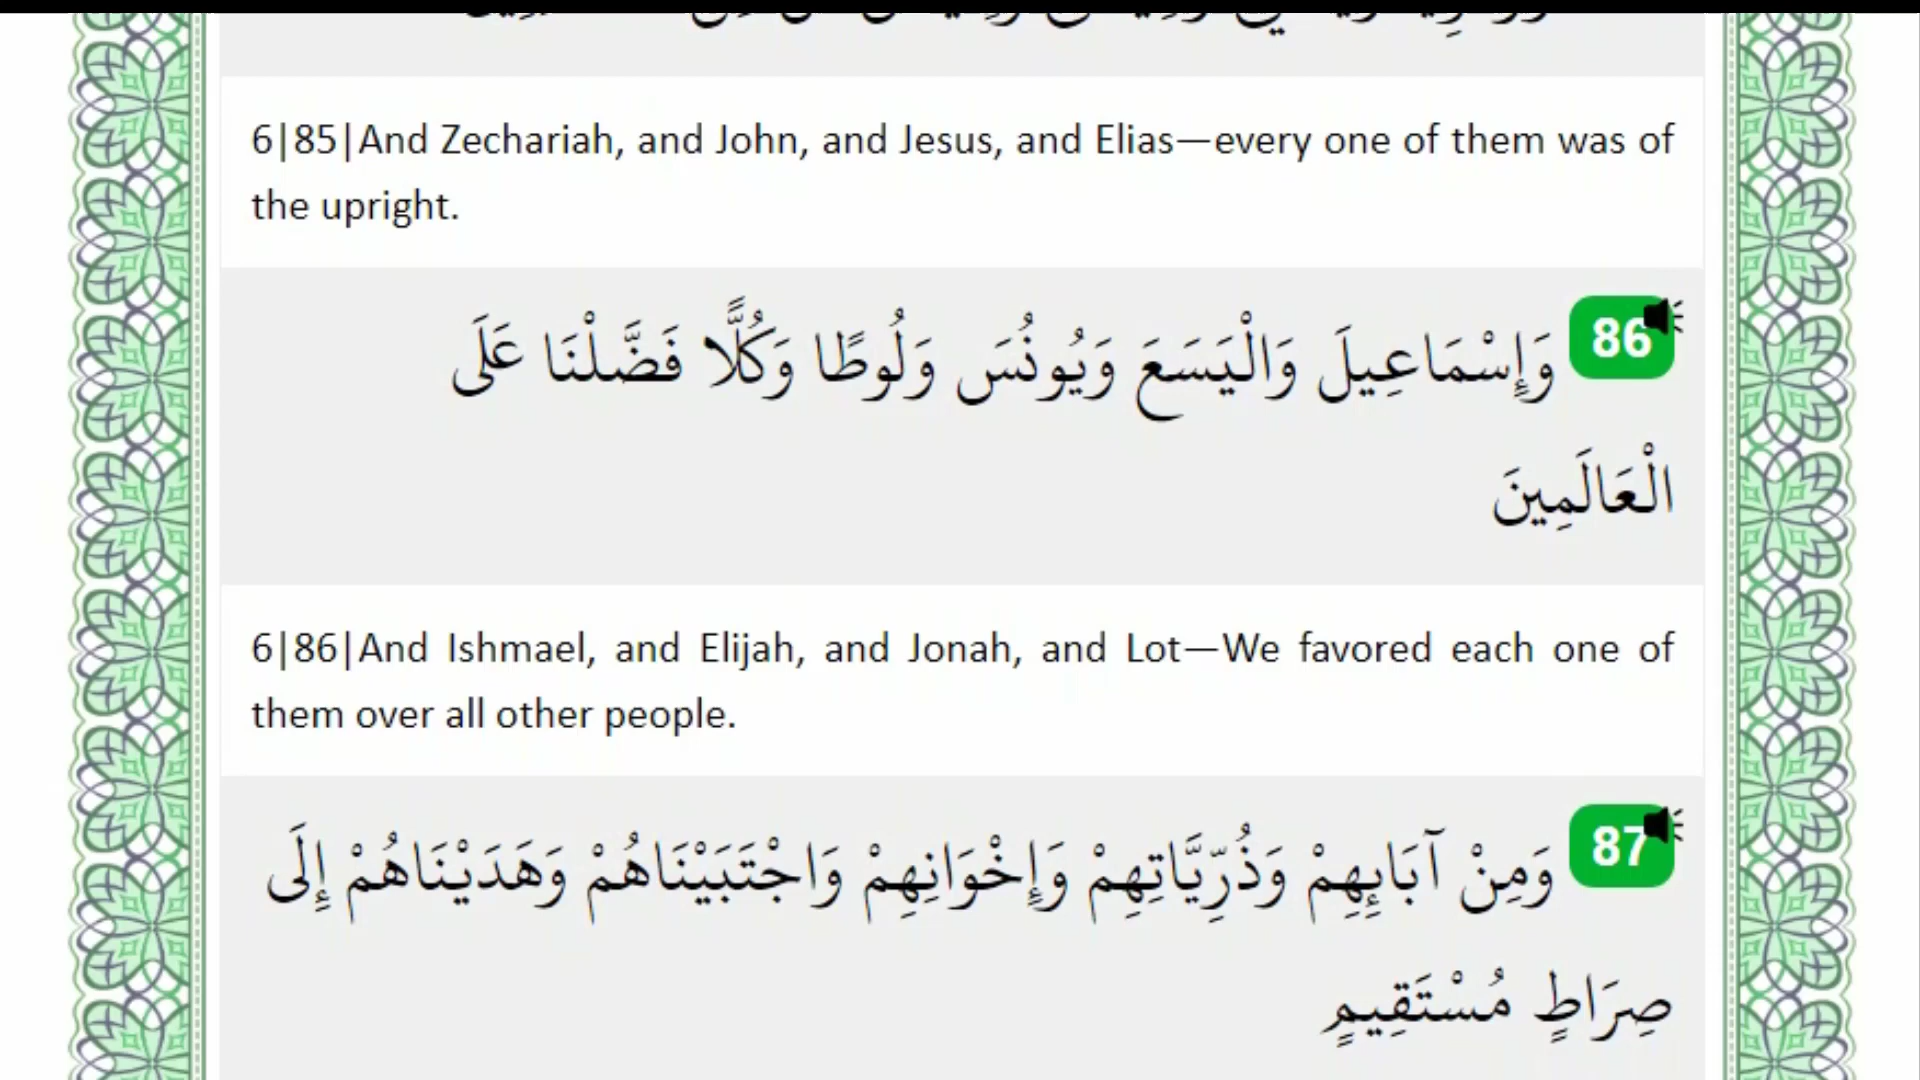 6|85|And Zechariah, and John, and Jesus, and Elias—every one of them was of
the upright.
86 وَإِسْمَاعِيلَ وَالْيَسَعَ وَيُونُسَ وَلُوطًا وَكُلًّا فَضَّلْنَا عَلَى
الْعَالَمِينَ
6|86|And Ishmael, and Elijah, and Jonah, and Lot—We favored each one of
them over all other people.
87 وَمِنْ آبَائِهِمْ وَذُرِّيَّاتِهِمْ وَإِخْوَانِهِمْ وَاجْتَبَيْنَاهُمْ وَهَدَيْنَاهُمْ إِلَى
صِرَاطٍ مُسْتَقِيمٍ